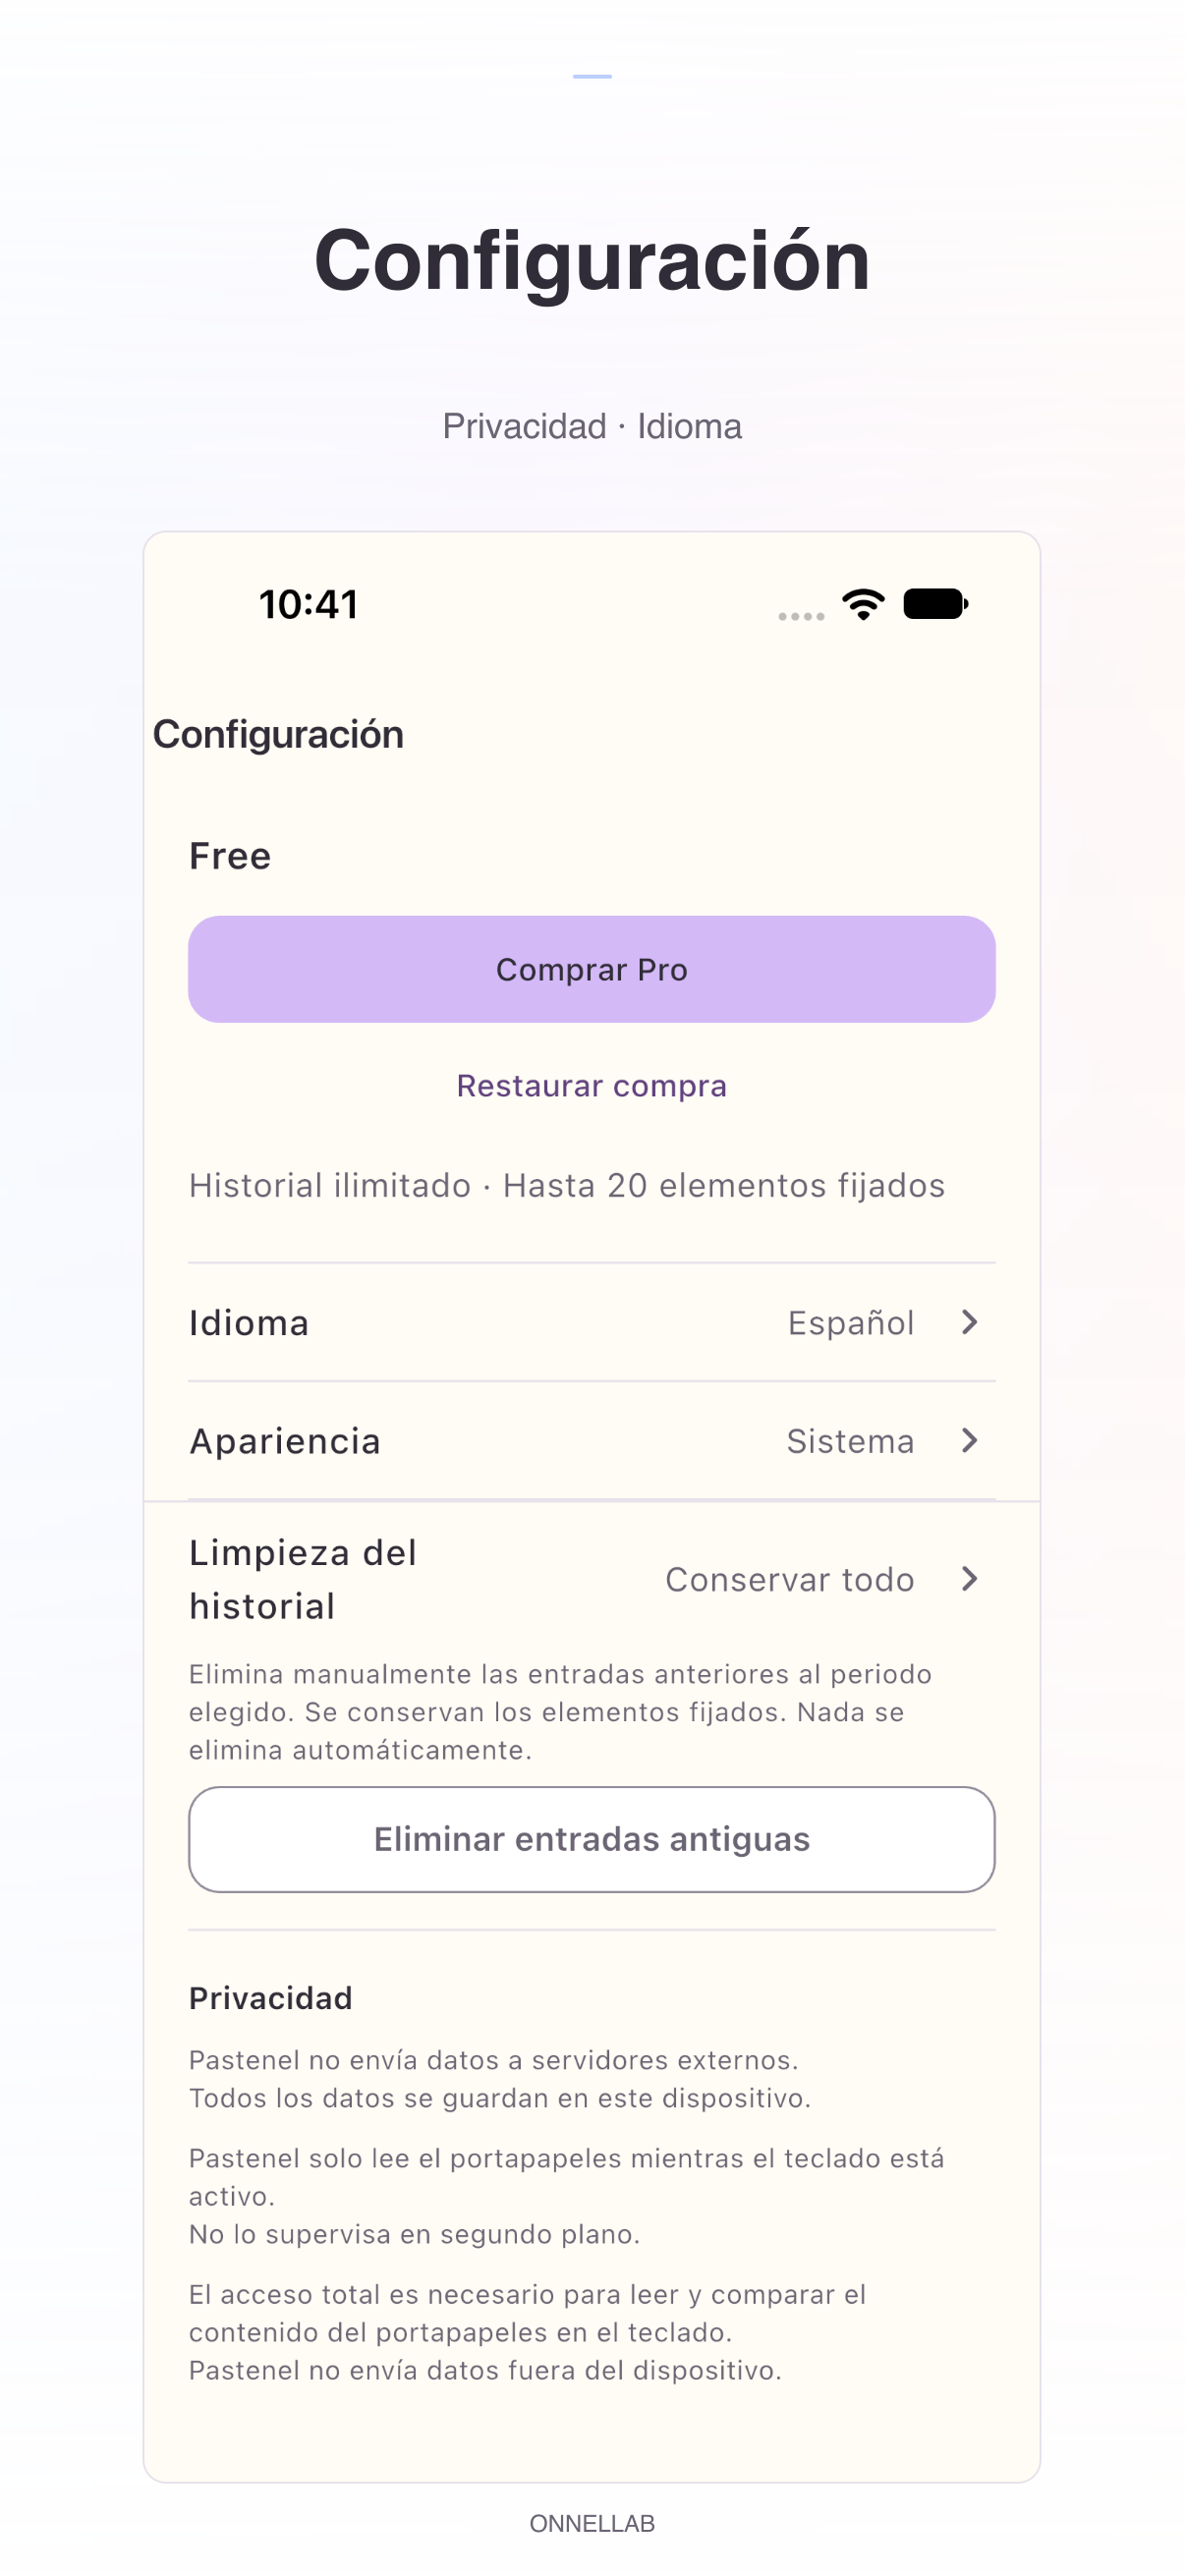 Configuración
Privacidad · Idioma
10:41
Configuración
Free
Comprar Pro
Restaurar compra
Historial ilimitado · Hasta 20 elementos fijados
Idioma Español
Apariencia Sistema
Limpieza del
historial
Conservar todo
Elimina manualmente las entradas anteriores al periodo
elegido. Se conservan los elementos fijados. Nada se
elimina automáticamente.
Eliminar entradas antiguas
Privacidad
Pastenel no envía datos a servidores externos.
Todos los datos se guardan en este dispositivo.
Pastenel solo lee el portapapeles mientras el teclado está
activo.
No lo supervisa en segundo plano.
El acceso total es necesario para leer y comparar el
contenido del portapapeles en el teclado.
Pastenel no envía datos fuera del dispositivo.
ONNELLAB